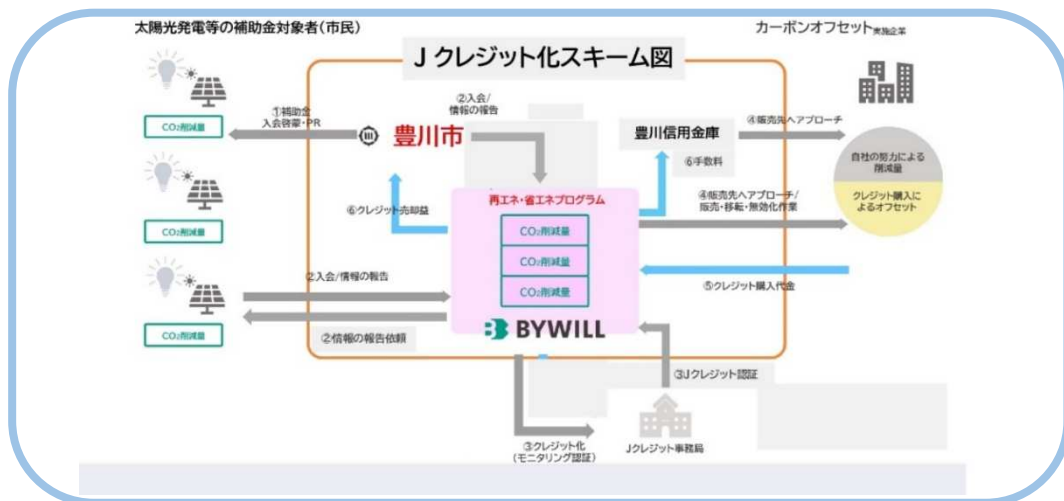 太陽光発電等の補助金対象者(市民)
カーボンオフセット実施企業
Jクレジット化スキーム図
CO₂削減量
①補助金
入会啓蒙・PR
豊川市
②入会/
情報の報告
豊川信用金庫
④販売先へアプローチ
⑥手数料
自社の努力による
削減量
クレジット購入に
よるオフセット
CO₂削減量
⑥クレジット売却益
再エネ・省エネプログラム
CO₂削減量
CO₂削減量
CO₂削減量
④販売先へアプローチ/
販売・移転・無効化作業
②入会/情報の報告
⑤クレジット購入代金
CO₂削減量
②情報の報告依頼
BYWILL
③Jクレジット認証
③クレジット化
(モニタリング認証)
Jクレジット事務局